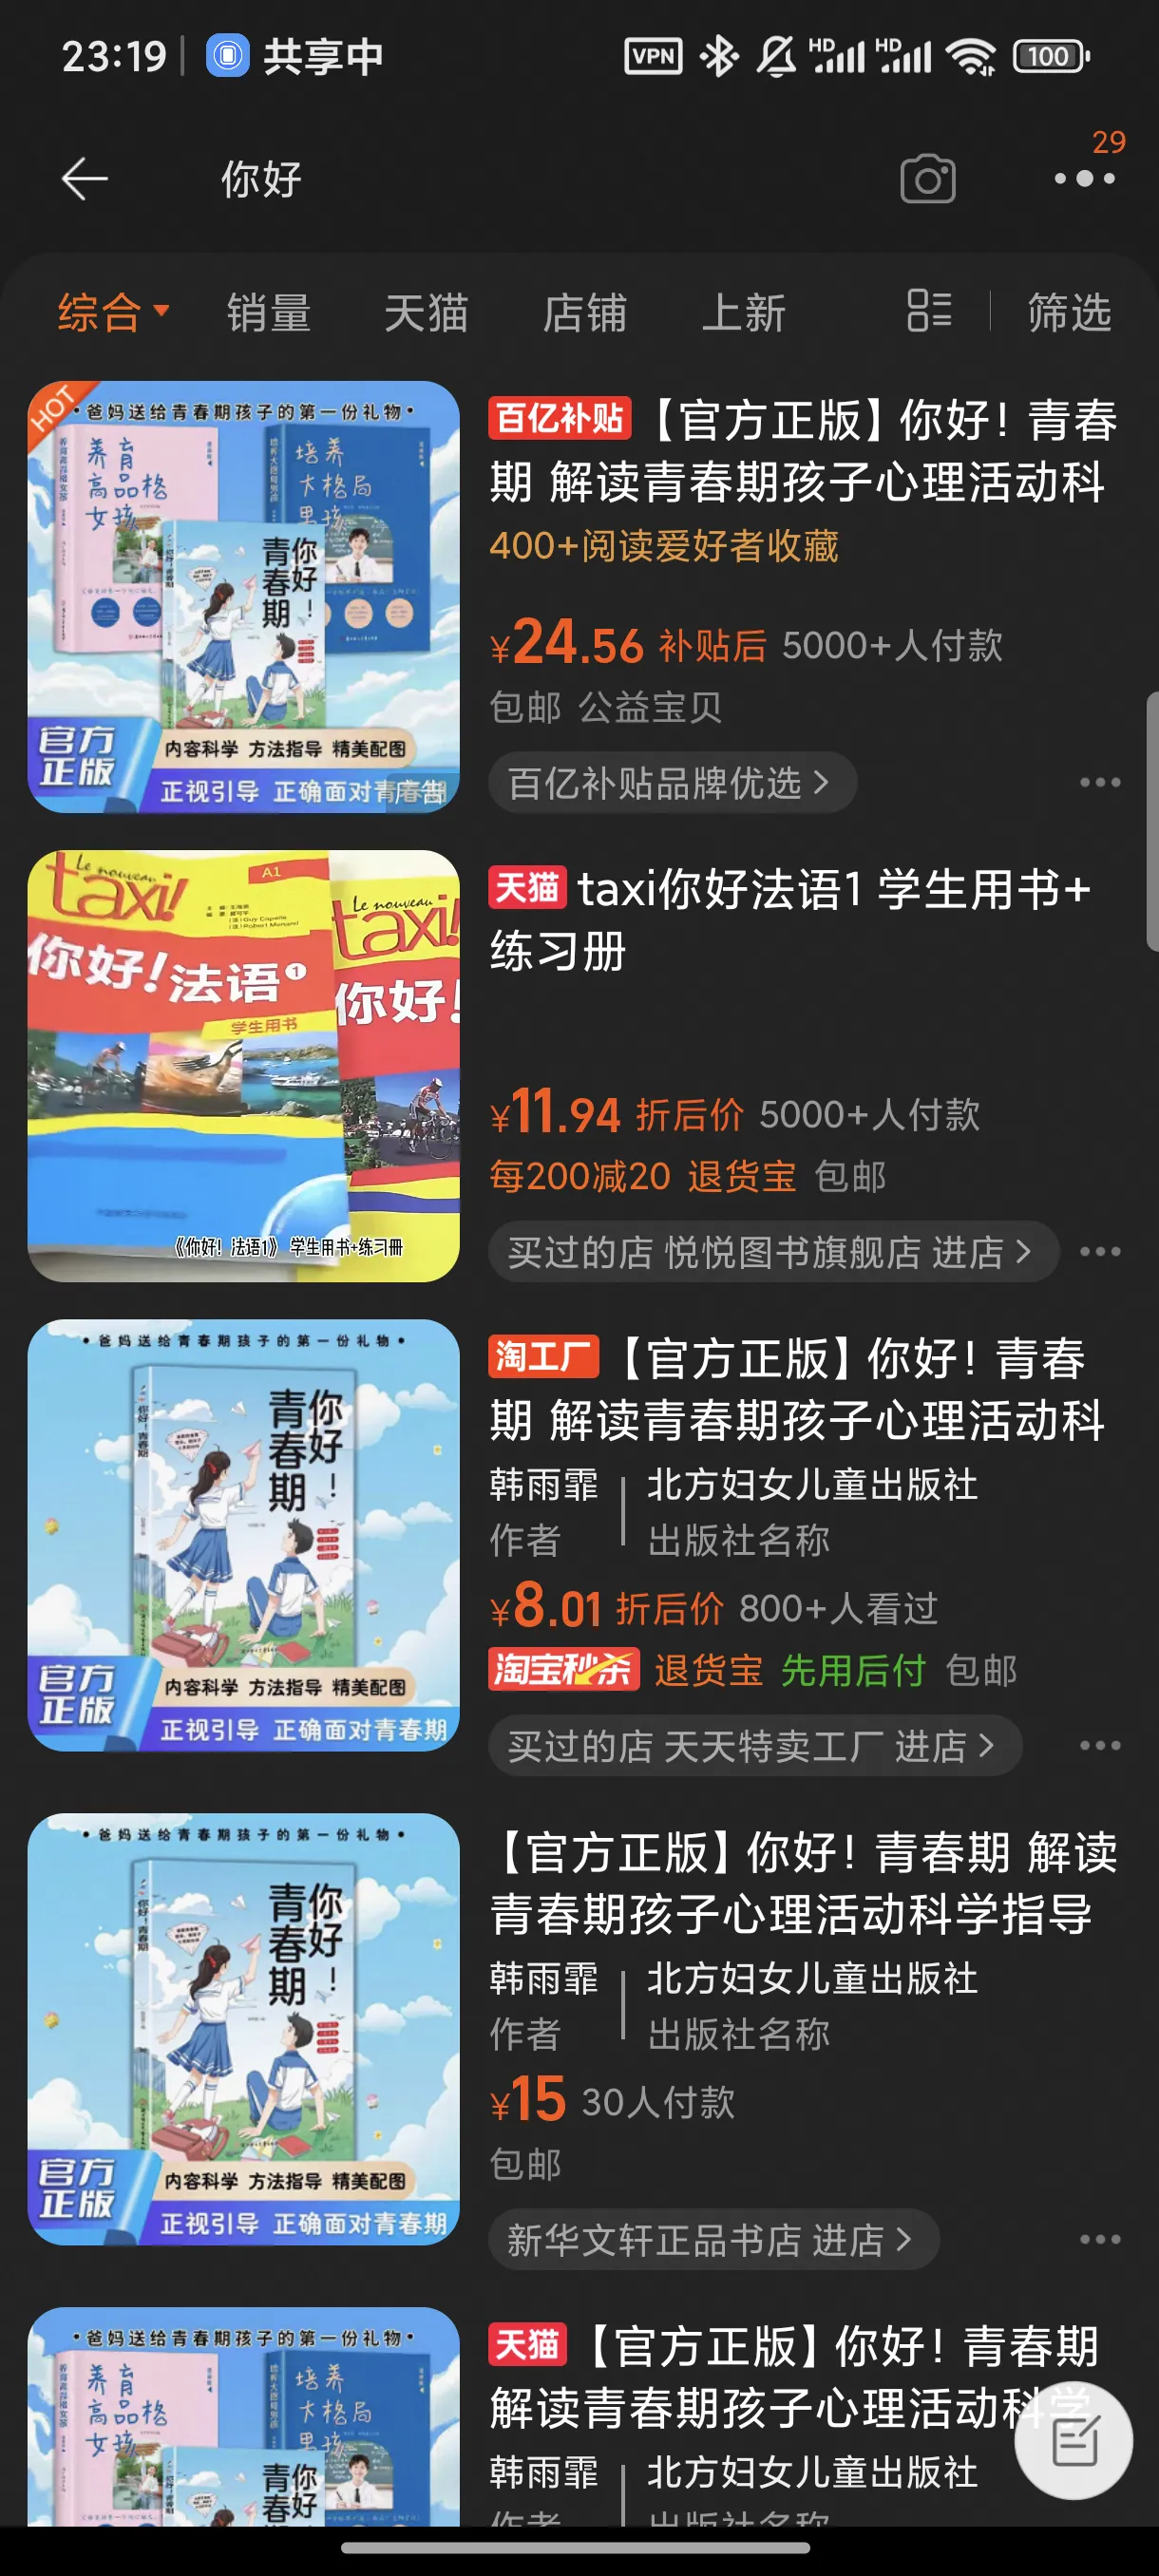 23:19 共享中 VPN HD HD 100
29
你好
综合 销量 天猫 店铺 上新 筛选
HOT
•爸妈送给青春期孩子的第一份礼物•
养育
高品格
女孩
培养
大格局
男孩
你好！
青春期
官方
正版
内容科学 方法指导 精美配图
正视引导 正确面对青春期
广告
百亿补贴【官方正版】你好！青春
期 解读青春期孩子心理活动科
400+阅读爱好者收藏
¥24.56 补贴后 5000+人付款
包邮 公益宝贝
百亿补贴品牌优选 >
Le nouveau
taxi!
A1
你好！法语1
学生用书
Le nouveau
taxi!
你好！
《你好！法语1》 学生用书+练习册
天猫 taxi你好法语1 学生用书+
练习册
¥11.94 折后价 5000+人付款
每200减20 退货宝 包邮
买过的店 悦悦图书旗舰店 进店 >
•爸妈送给青春期孩子的第一份礼物•
你好！
青春期
官方
正版
内容科学 方法指导 精美配图
正视引导 正确面对青春期
淘工厂【官方正版】你好！青春
期 解读青春期孩子心理活动科
韩雨霏 北方妇女儿童出版社
作者 出版社名称
¥8.01 折后价 800+人看过
淘宝秒杀 退货宝 先用后付 包邮
买过的店 天天特卖工厂 进店 >
•爸妈送给青春期孩子的第一份礼物•
你好！
青春期
官方
正版
内容科学 方法指导 精美配图
正视引导 正确面对青春期
【官方正版】你好！青春期 解读
青春期孩子心理活动科学指导
韩雨霏 北方妇女儿童出版社
作者 出版社名称
¥15 30人付款
包邮
新华文轩正品书店 进店 >
•爸妈送给青春期孩子的第一份礼物•
养育
高品格
女孩
培养
大格局
男孩
你好
青春
天猫【官方正版】你好！青春期
解读青春期孩子心理活动科学
韩雨霏 北方妇女儿童出版社
作者 出版社名称